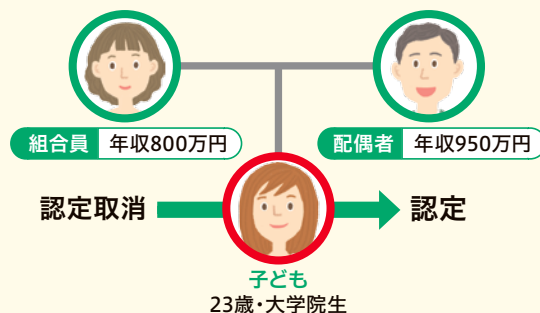 組合員 年収800万円
配偶者 年収950万円
認定取消
認定
子ども
23歳・大学院生